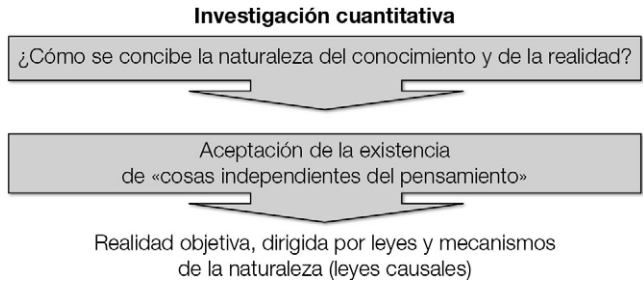 Investigación cuantitativa
¿Cómo se concibe la naturaleza del conocimiento y de la realidad?
Aceptación de la existencia
de «cosas independientes del pensamiento»
Realidad objetiva, dirigida por leyes y mecanismos
de la naturaleza (leyes causales)